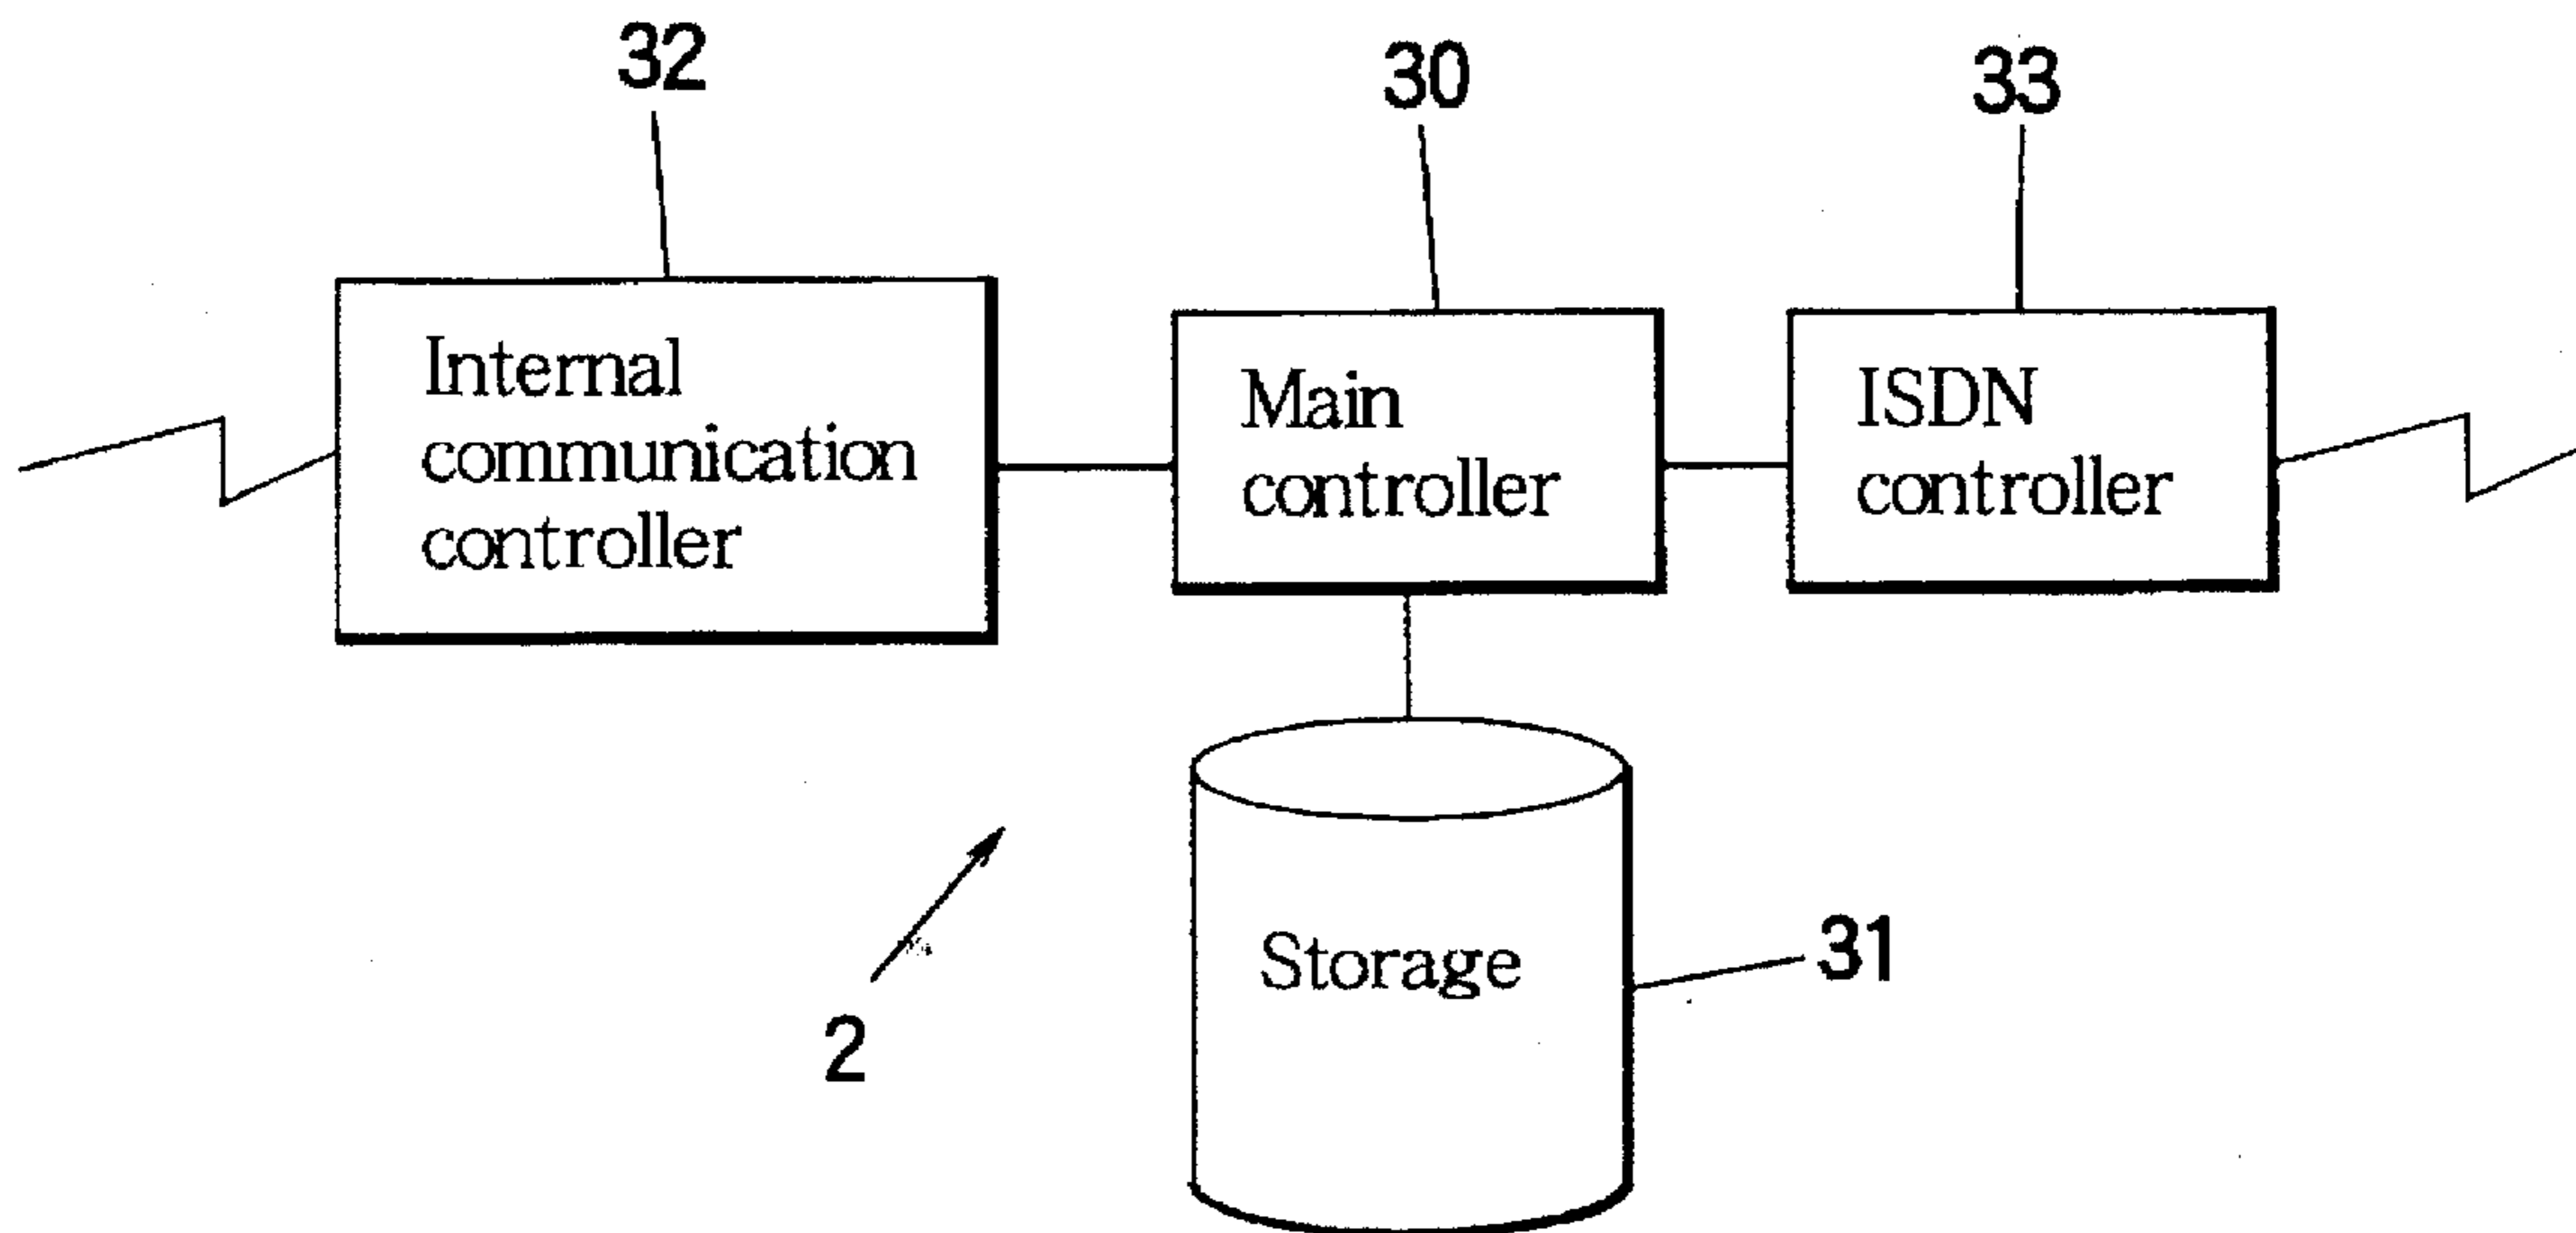 32
30
33
Internal
communication
controller
Main
controller
ISDN
controller
Storage
31
2